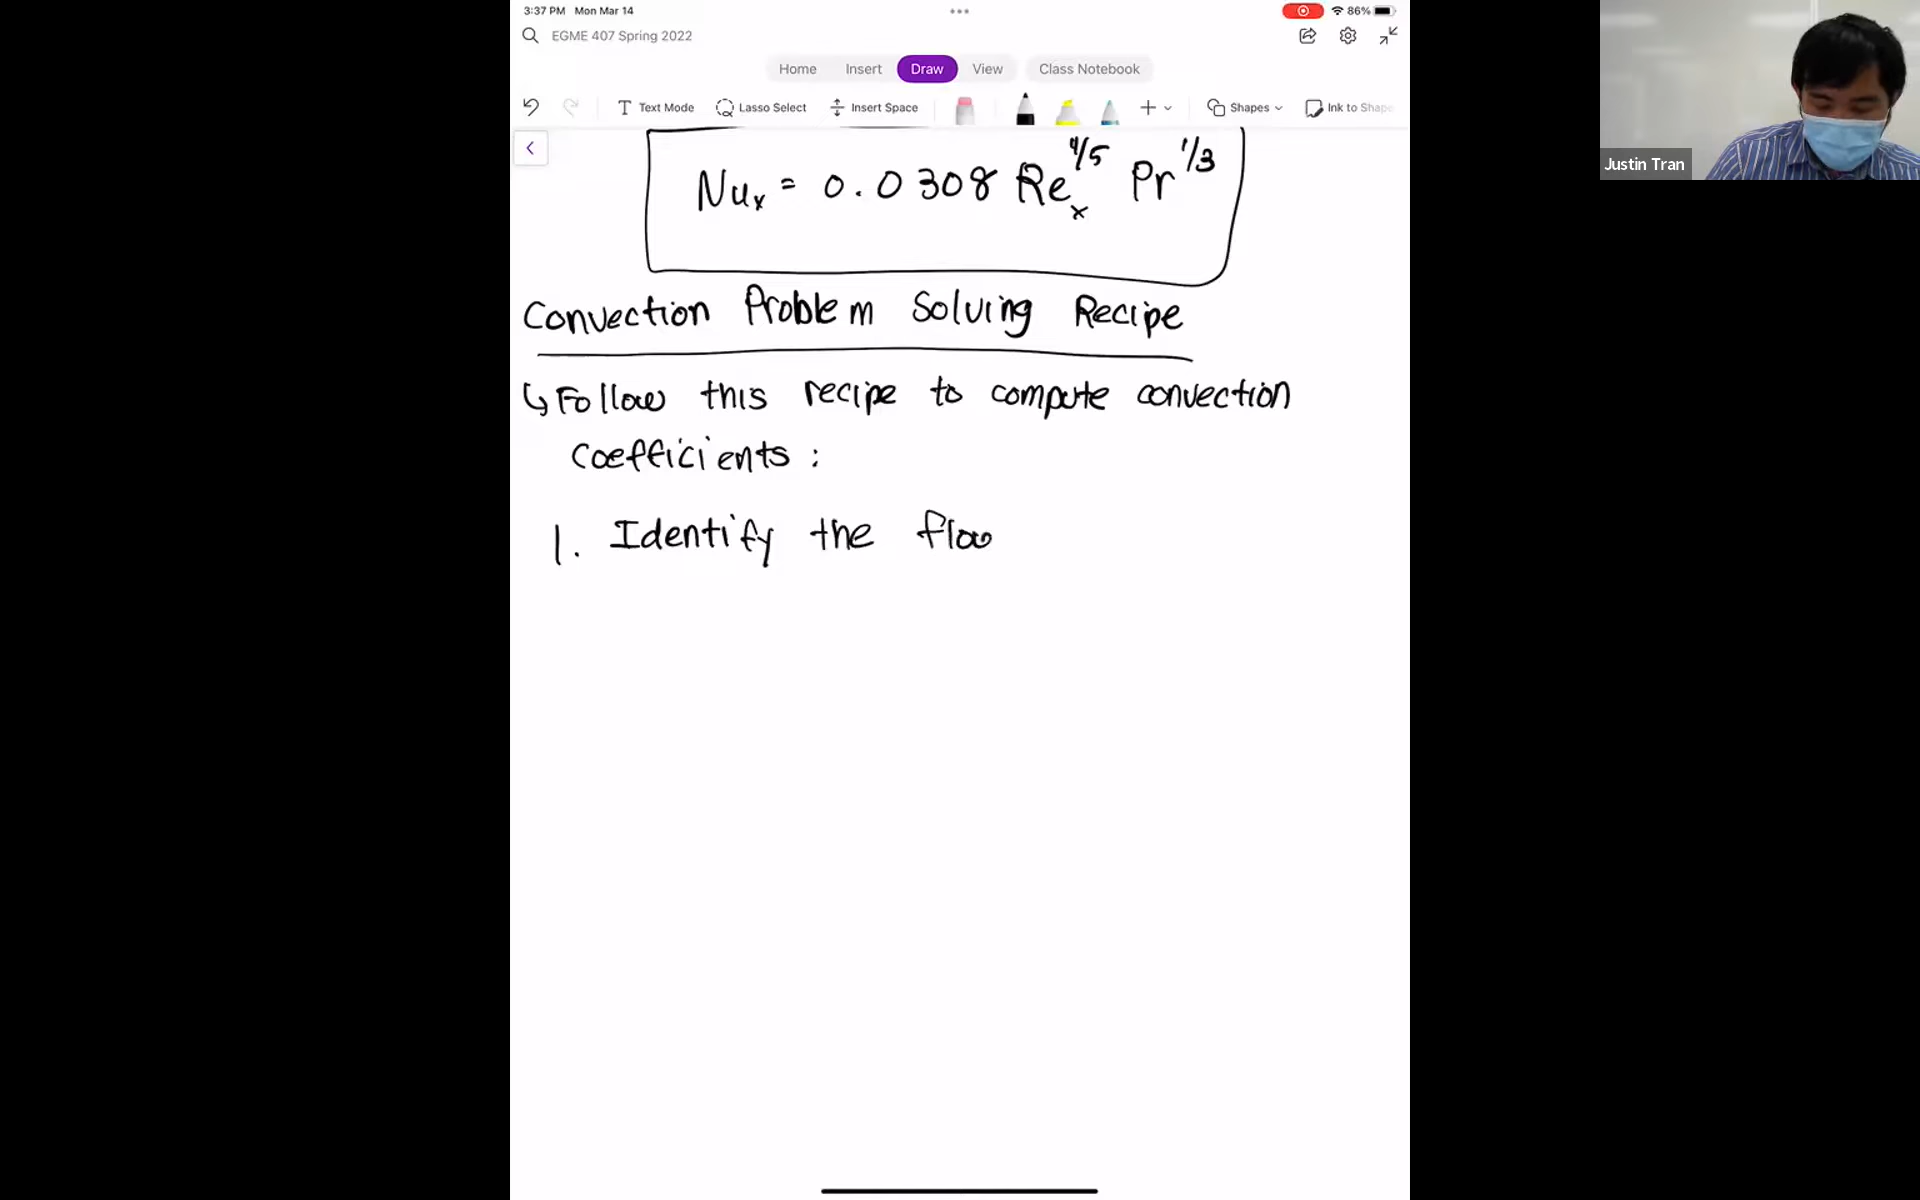 3:37 PM Mon Mar 14
86%
EGME 407 Spring 2022
Home Insert Draw View Class Notebook
Text Mode Lasso Select Insert Space Shapes Ink to Shape
Nuₓ = 0.0308 Reₓ^4/5 Pr^1/3
Convection Problem Solving Recipe
↳ Follow this recipe to compute convection
coefficients :
1. Identify the flow
Justin Tran